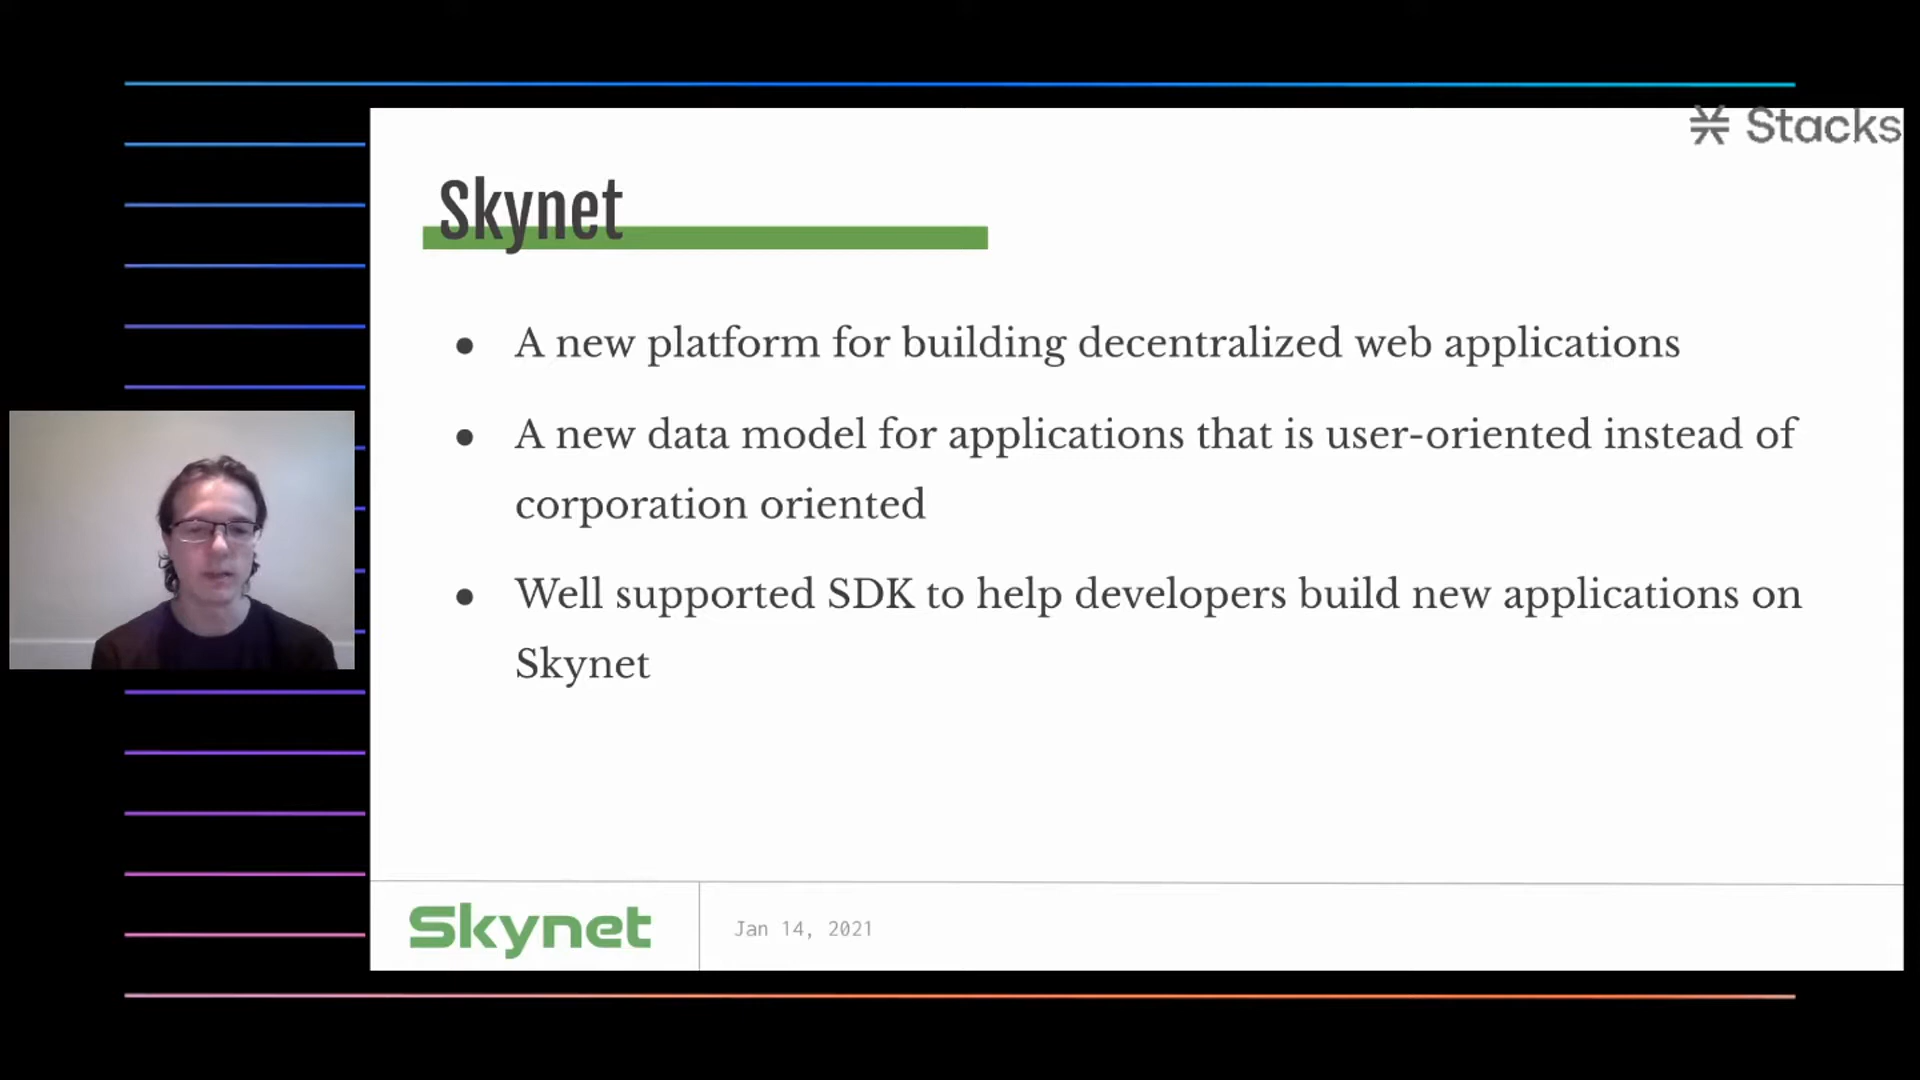 Stacks
Skynet
● A new platform for building decentralized web applications
● A new data model for applications that is user-oriented instead of
corporation oriented
● Well supported SDK to help developers build new applications on
Skynet
Skynet
Jan 14, 2021